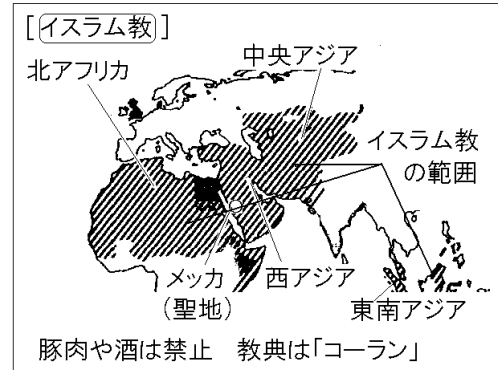 [イスラム教]
中央アジア
北アフリカ
イスラム教
の範囲
メッカ
(聖地)
西アジア
東南アジア
豚肉や酒は禁止 教典は「コーラン」